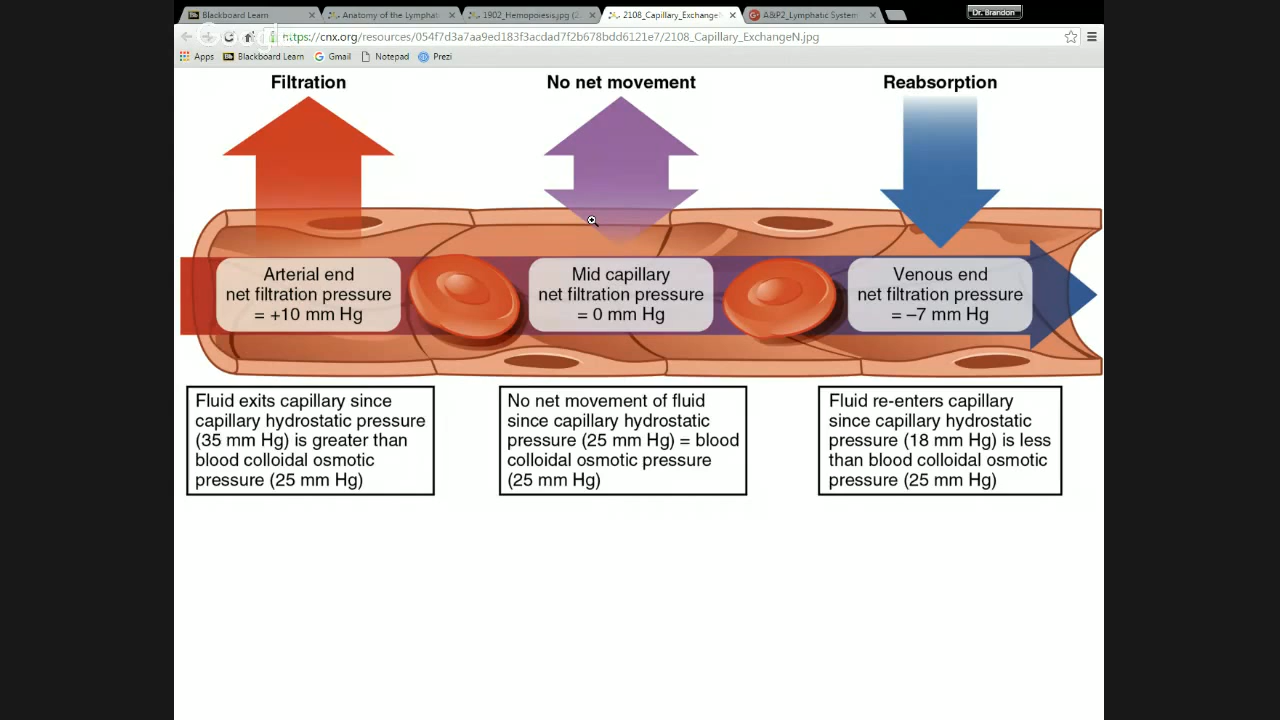 Blackboard Learn
Anatomy of the Lymphat
1902_Hemopoiesis.jpg (2
2108_Capillary_Exchange
A&P2_Lymphatic System
Dr. Brandon
https://cnx.org/resources/054f7d3a7aa9ed183f3acdad7f2b678bdd6121e7/2108_Capillary_ExchangeN.jpg
Apps
Bb Blackboard Learn
Gmail
Notepad
Prezi
Filtration
No net movement
Reabsorption
Arterial end
net filtration pressure
= +10 mm Hg
Mid capillary
net filtration pressure
= 0 mm Hg
Venous end
net filtration pressure
= –7 mm Hg
Fluid exits capillary since
capillary hydrostatic pressure
(35 mm Hg) is greater than
blood colloidal osmotic
pressure (25 mm Hg)
No net movement of fluid
since capillary hydrostatic
pressure (25 mm Hg) = blood
colloidal osmotic pressure
(25 mm Hg)
Fluid re-enters capillary
since capillary hydrostatic
pressure (18 mm Hg) is less
than blood colloidal osmotic
pressure (25 mm Hg)